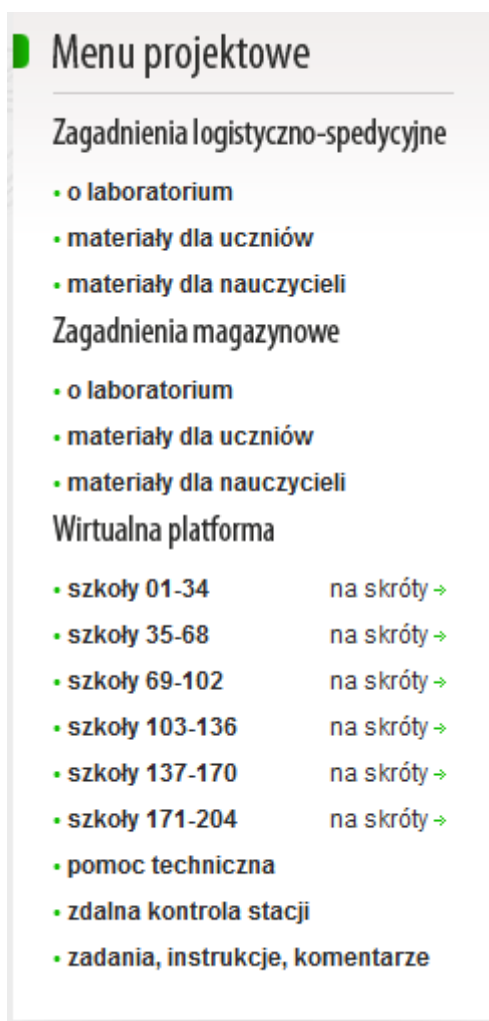 Menu projektowe
Zagadnienia logistyczno-spedycyjne
• o laboratorium
• materiały dla uczniów
• materiały dla nauczycieli
Zagadnienia magazynowe
• o laboratorium
• materiały dla uczniów
• materiały dla nauczycieli
Wirtualna platforma
• szkoły 01-34 na skróty →
• szkoły 35-68 na skróty →
• szkoły 69-102 na skróty →
• szkoły 103-136 na skróty →
• szkoły 137-170 na skróty →
• szkoły 171-204 na skróty →
• pomoc techniczna
• zdalna kontrola stacji
• zadania, instrukcje, komentarze